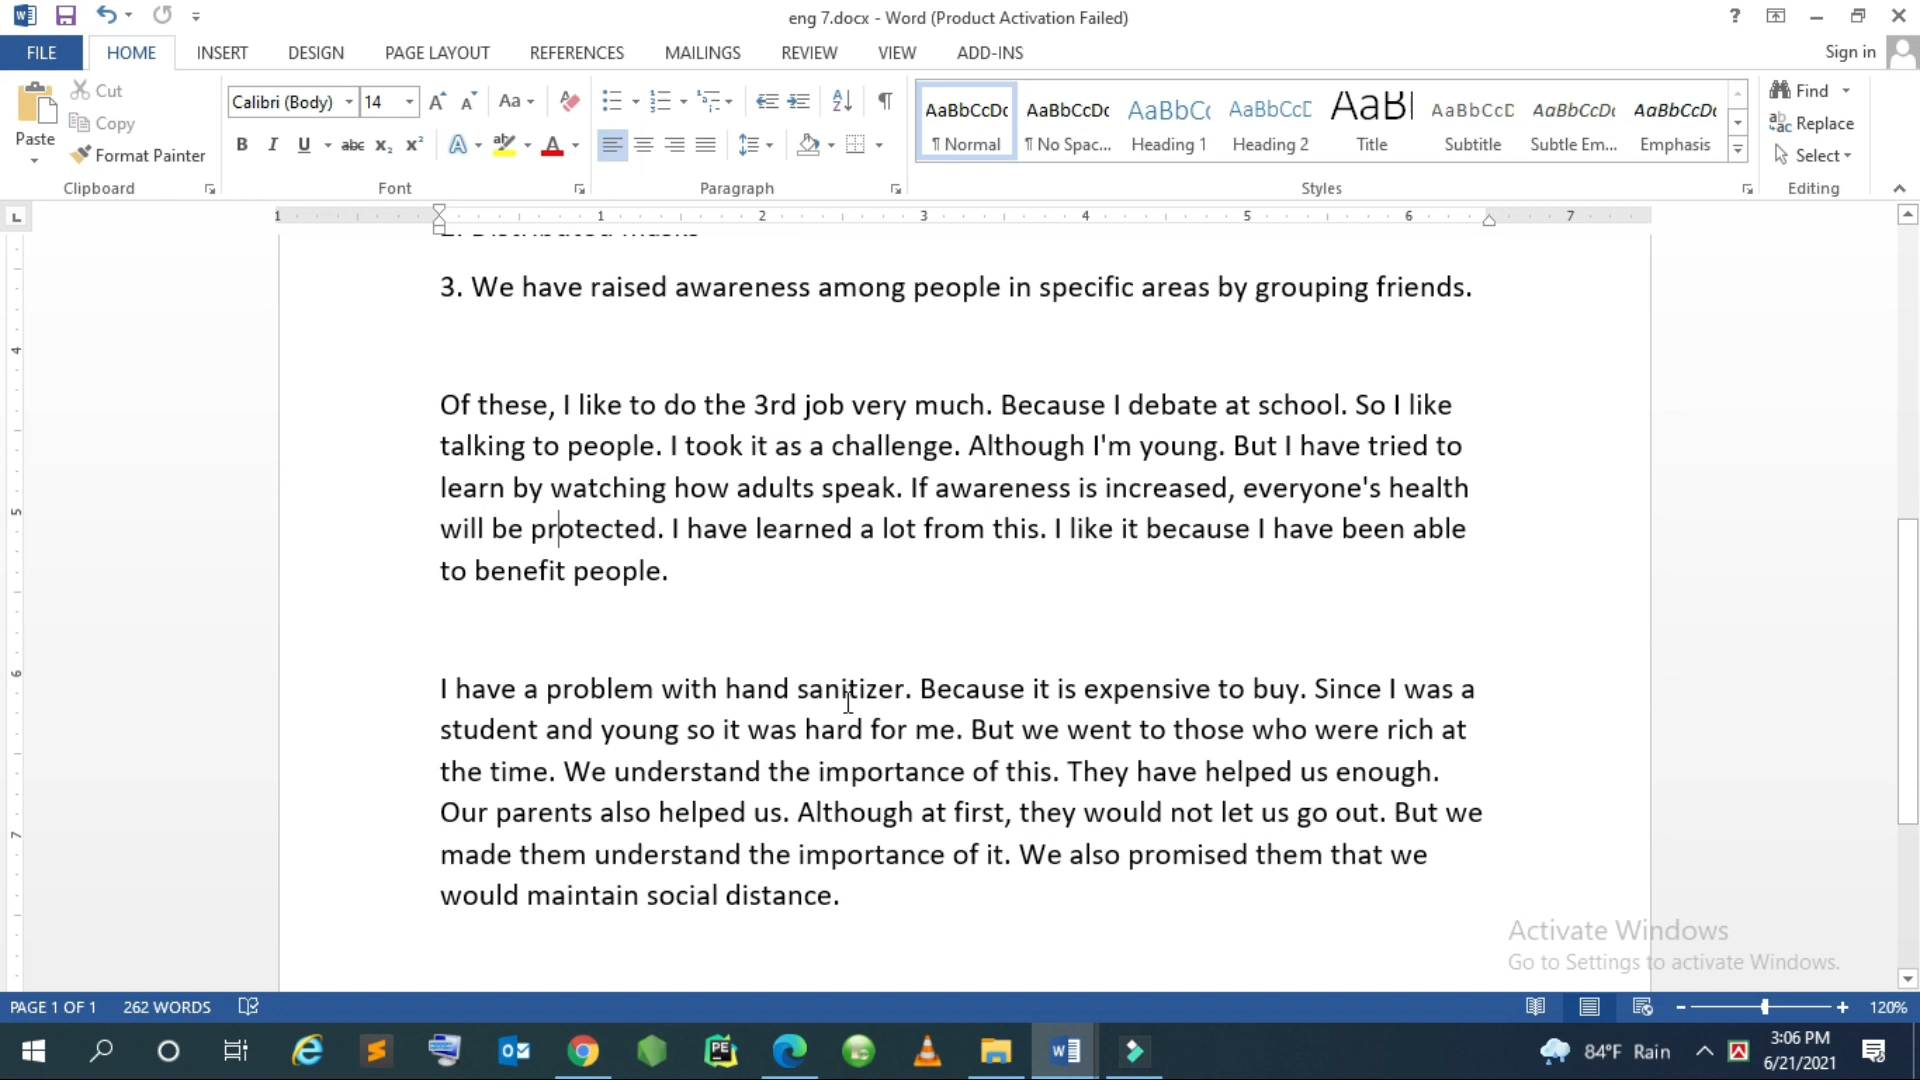 eng 7.docx - Word (Product Activation Failed)
FILE HOME INSERT DESIGN PAGE LAYOUT REFERENCES MAILINGS REVIEW VIEW ADD-INS Sign in
Paste Cut Copy Format Painter Clipboard
Calibri (Body) 14 Font
Paragraph
AaBbCcDc ¶ Normal AaBbCcDc ¶ No Spac... AaBbCc Heading 1 AaBbCcD Heading 2 AaBl Title AaBbCcD Subtitle AaBbCcDc Subtle Em... AaBbCcDc Emphasis Styles
Find Replace Select Editing
1 1 2 3 4 5 6 7
3. We have raised awareness among people in specific areas by grouping friends.
Of these, I like to do the 3rd job very much. Because I debate at school. So I like
talking to people. I took it as a challenge. Although I'm young. But I have tried to
learn by watching how adults speak. If awareness is increased, everyone's health
will be protected. I have learned a lot from this. I like it because I have been able
to benefit people.
I have a problem with hand sanitizer. Because it is expensive to buy. Since I was a
student and young so it was hard for me. But we went to those who were rich at
the time. We understand the importance of this. They have helped us enough.
Our parents also helped us. Although at first, they would not let us go out. But we
made them understand the importance of it. We also promised them that we
would maintain social distance.
Activate Windows
Go to Settings to activate Windows.
PAGE 1 OF 1 262 WORDS 120%
84°F Rain 3:06 PM
6/21/2021